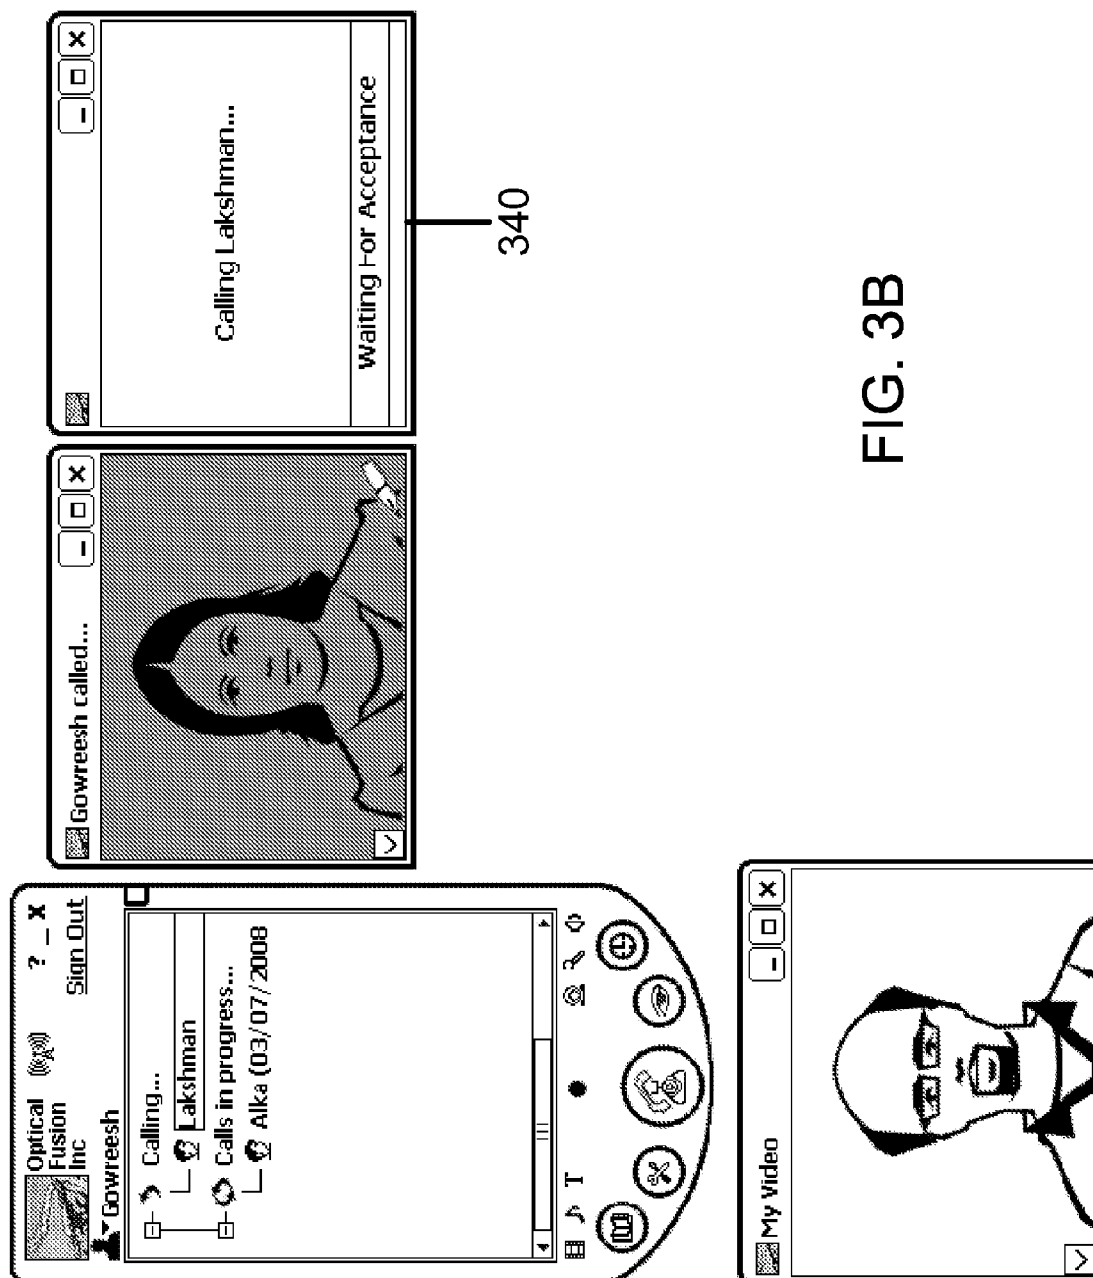 Optical
Fusion
Inc
? _ X
Sign Out
Gowreesh
Calling...
Lakshman
Calls in progress...
Alka (03/07/2008
T
Gowreesh called...
Calling Lakshman...
Waiting For Acceptance
340
My Video
FIG. 3B